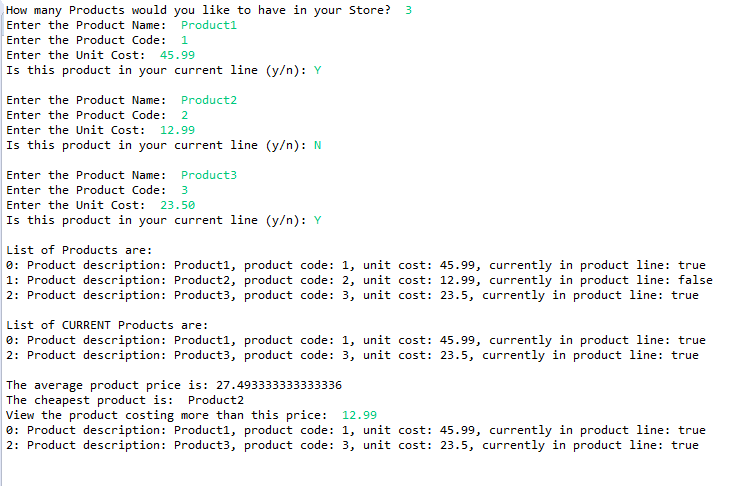 How many Products would you like to have in your Store?  3
Enter the Product Name:  Product1
Enter the Product Code:  1
Enter the Unit Cost:  45.99
Is this product in your current line (y/n): Y
Enter the Product Name:  Product2
Enter the Product Code:  2
Enter the Unit Cost:  12.99
Is this product in your current line (y/n): N
Enter the Product Name:  Product3
Enter the Product Code:  3
Enter the Unit Cost:  23.50
Is this product in your current line (y/n): Y
List of Products are:
0: Product description: Product1, product code: 1, unit cost: 45.99, currently in product line: true
1: Product description: Product2, product code: 2, unit cost: 12.99, currently in product line: false
2: Product description: Product3, product code: 3, unit cost: 23.5, currently in product line: true
List of CURRENT Products are:
0: Product description: Product1, product code: 1, unit cost: 45.99, currently in product line: true
2: Product description: Product3, product code: 3, unit cost: 23.5, currently in product line: true
The average product price is: 27.493333333333336
The cheapest product is:  Product2
View the product costing more than this price:  12.99
0: Product description: Product1, product code: 1, unit cost: 45.99, currently in product line: true
2: Product description: Product3, product code: 3, unit cost: 23.5, currently in product line: true